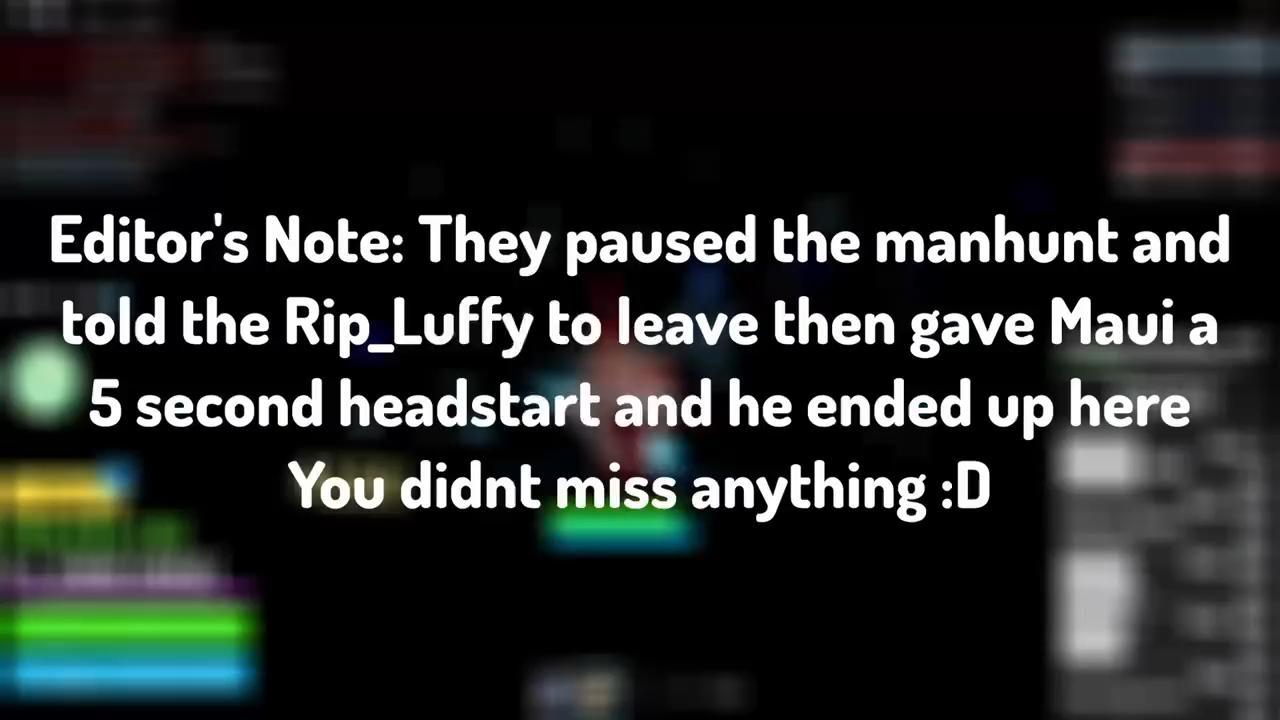 Editor's Note: They paused the manhunt and
told the Rip_Luffy to leave then gave Maui a
5 second headstart and he ended up here
You didnt miss anything :D